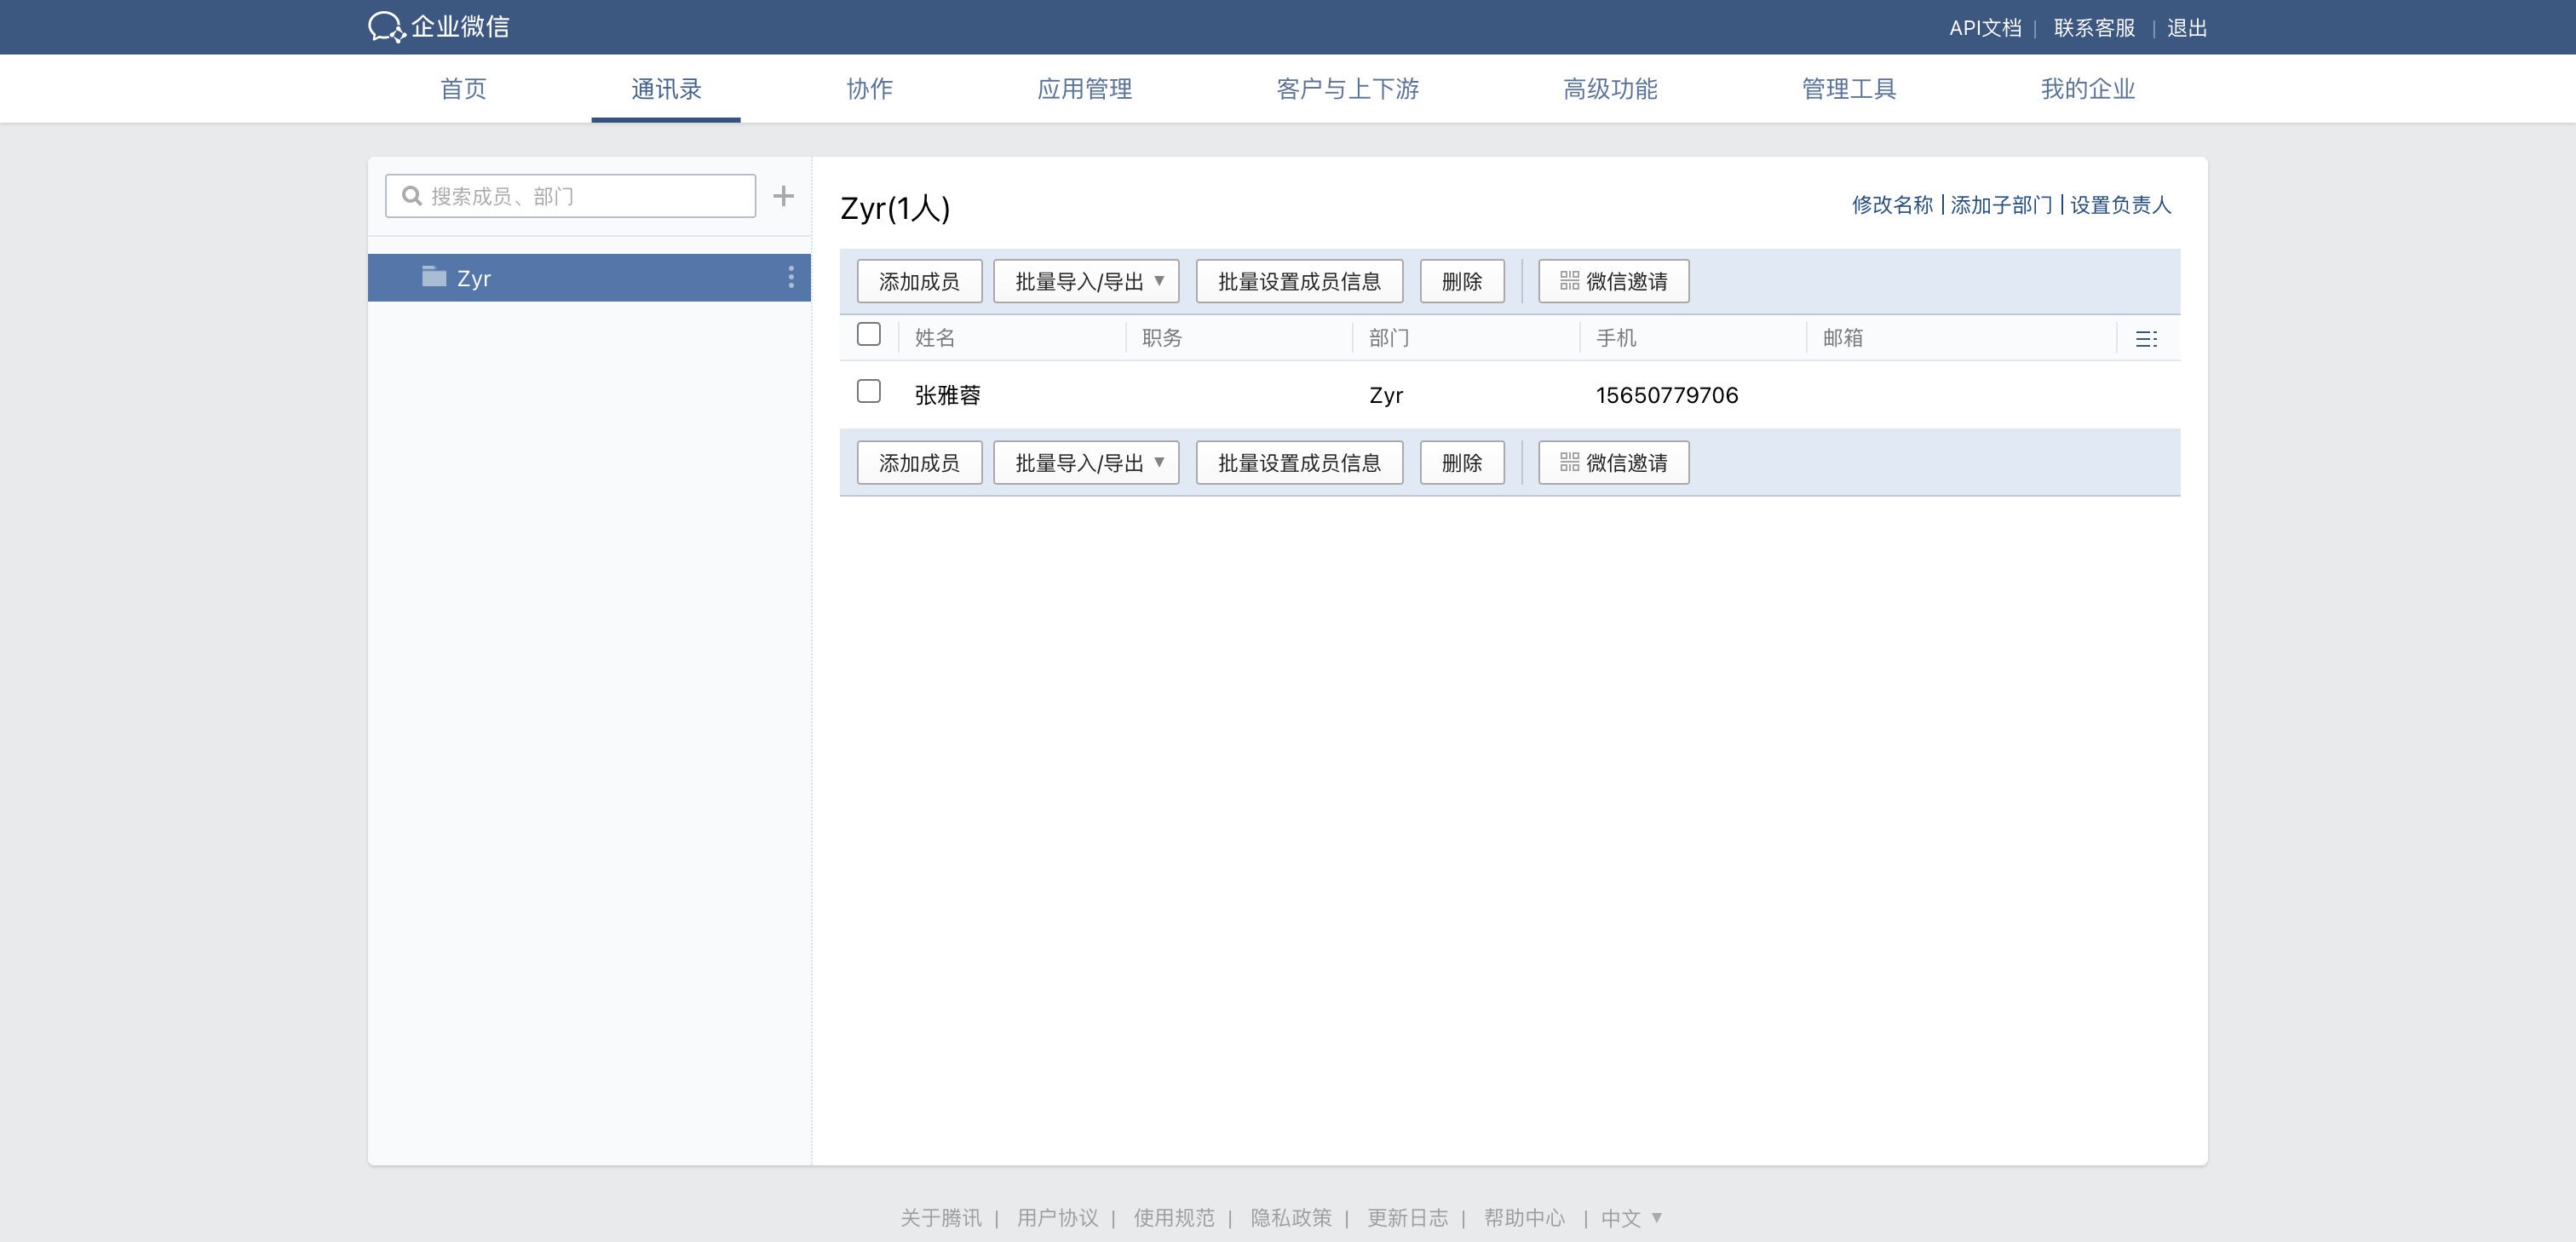 企业微信
API文档 | 联系客服 | 退出
首页 通讯录 协作 应用管理 客户与上下游 高级功能 管理工具 我的企业
搜索成员、部门
Zyr
Zyr(1人)
修改名称 | 添加子部门 | 设置负责人
添加成员 批量导入/导出 批量设置成员信息 删除 微信邀请
姓名 职务 部门 手机 邮箱
张雅蓉 Zyr 15650779706
添加成员 批量导入/导出 批量设置成员信息 删除 微信邀请
关于腾讯 | 用户协议 | 使用规范 | 隐私政策 | 更新日志 | 帮助中心 | 中文